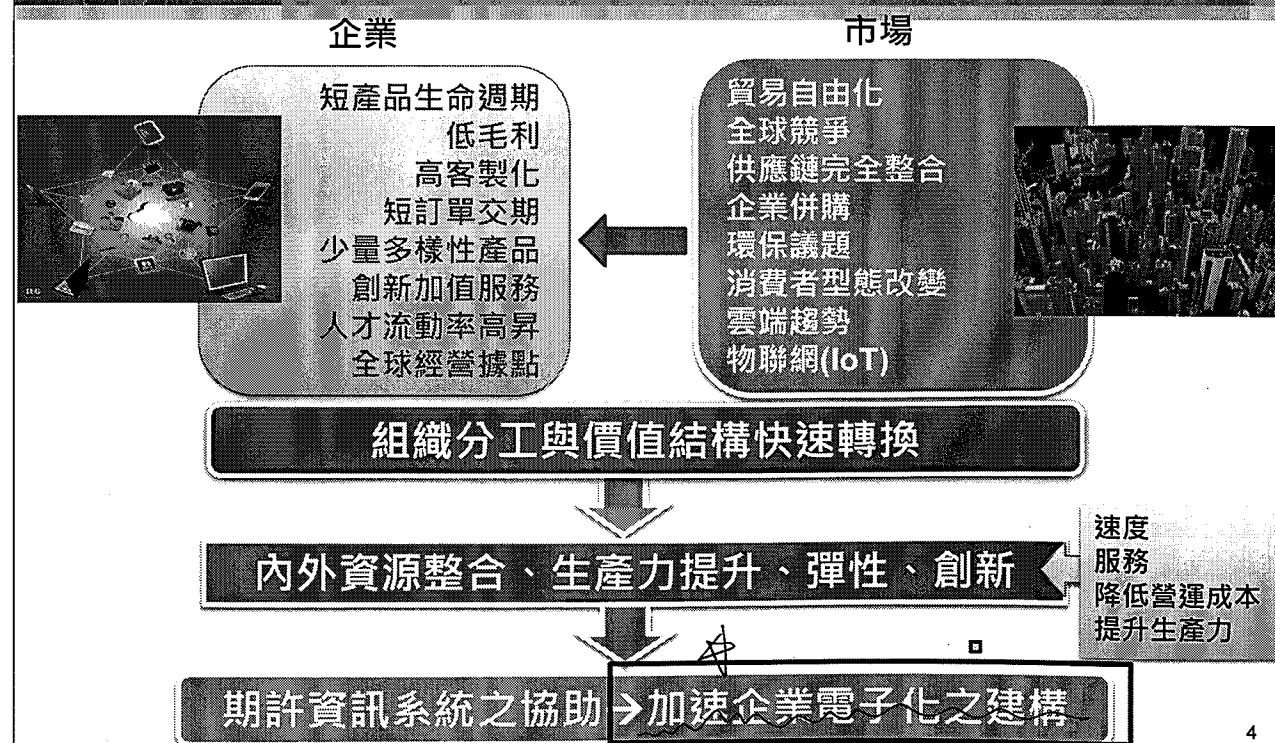 企業
短產品生命週期
低毛利
高客製化
短訂單交期
少量多樣性產品
創新加值服務
人才流動率高昇
全球經營據點
市場
貿易自由化
全球競爭
供應鏈完全整合
企業併購
環保議題
消費者型態改變
雲端趨勢
物聯網(IoT)
組織分工與價值結構快速轉換
內外資源整合、生產力提升、彈性、創新
速度
服務
降低營運成本
提升生產力
期許資訊系統之協助→加速企業電子化之建構
4